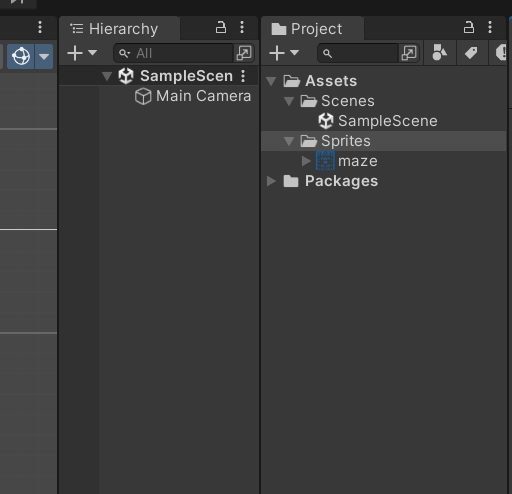 Hierarchy
Project
All
SampleScen
Main Camera
Assets
Scenes
SampleScene
Sprites
maze
Packages